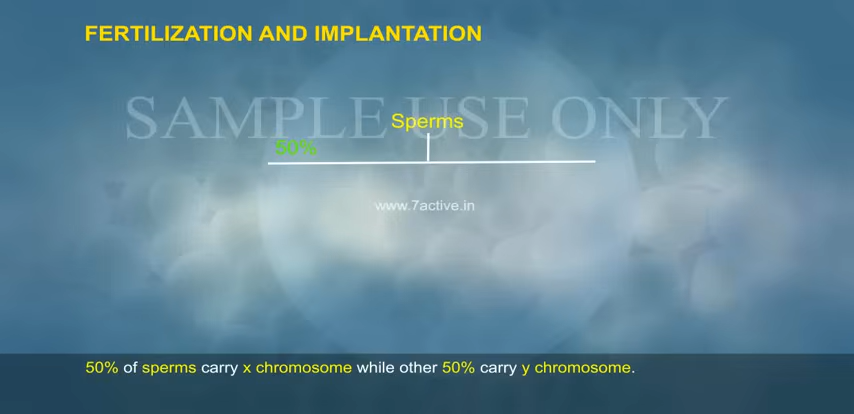 FERTILIZATION AND IMPLANTATION
SAMPLE USE ONLY
Sperms
50%
www.7active.in
50% of sperms carry x chromosome while other 50% carry y chromosome.